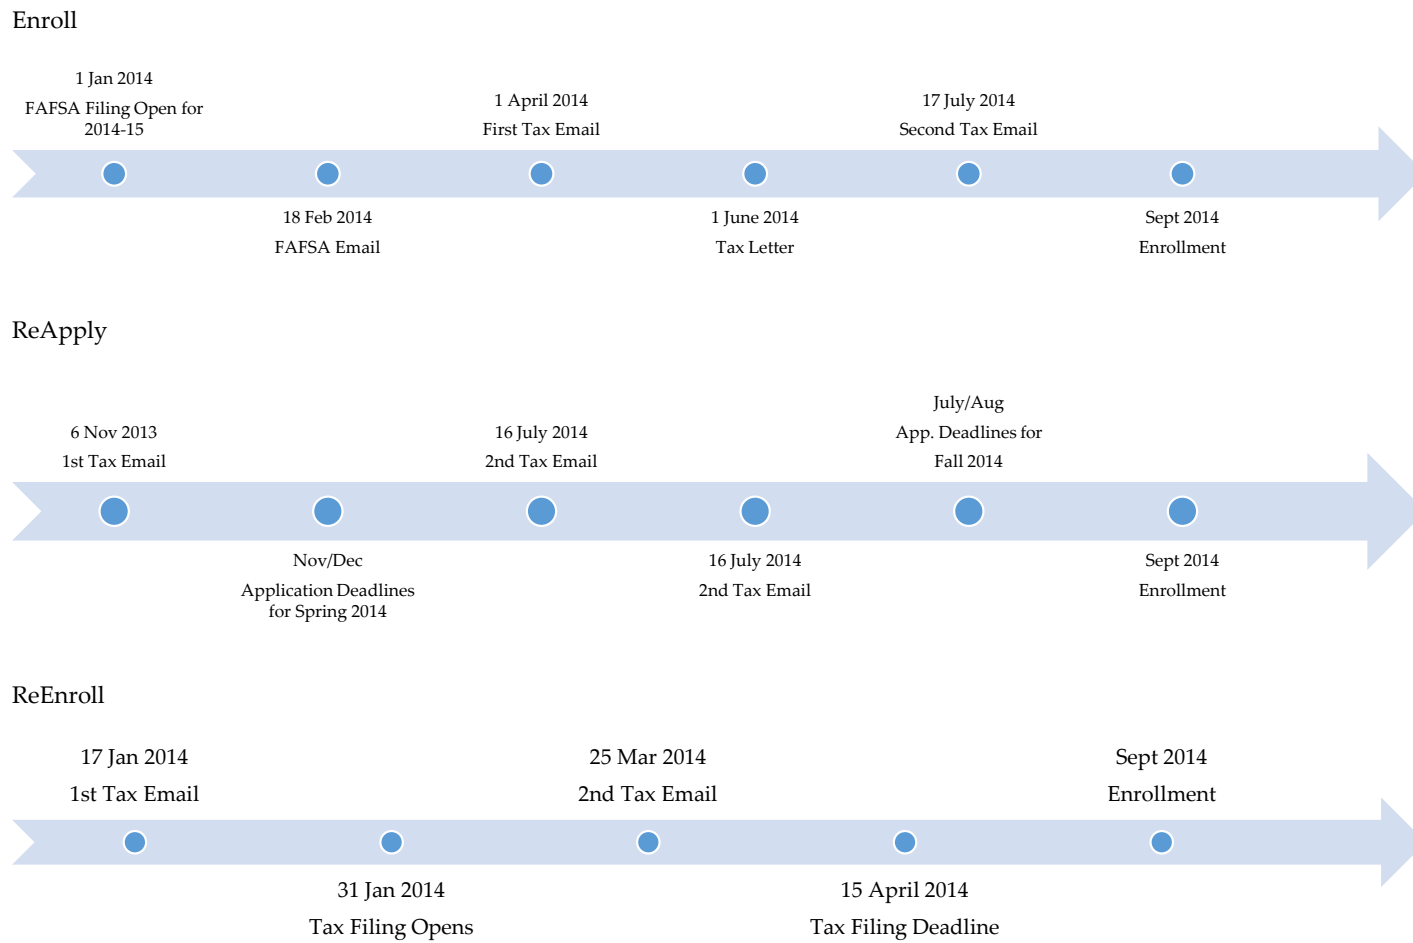 Enroll
1 Jan 2014
FAFSA Filing Open for
2014-15
18 Feb 2014
FAFSA Email
1 April 2014
First Tax Email
1 June 2014
Tax Letter
17 July 2014
Second Tax Email
Sept 2014
Enrollment
ReApply
6 Nov 2013
1st Tax Email
Nov/Dec
Application Deadlines
for Spring 2014
16 July 2014
2nd Tax Email
16 July 2014
2nd Tax Email
July/Aug
App. Deadlines for
Fall 2014
Sept 2014
Enrollment
ReEnroll
17 Jan 2014
1st Tax Email
31 Jan 2014
Tax Filing Opens
25 Mar 2014
2nd Tax Email
15 April 2014
Tax Filing Deadline
Sept 2014
Enrollment